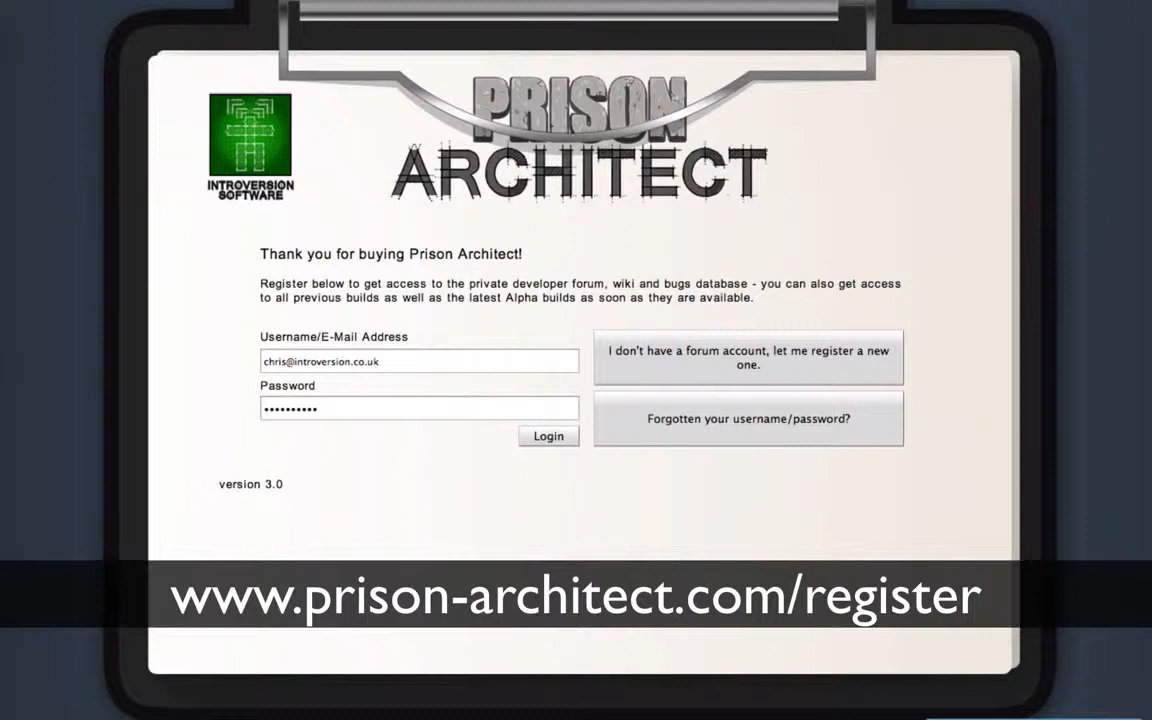 PRISON
ARCHITECT
INTROVERSION
SOFTWARE
Thank you for buying Prison Architect!
Register below to get access to the private developer forum, wiki and bugs database - you can also get access
to all previous builds as well as the latest Alpha builds as soon as they are available.
Username/E-Mail Address
chris@introversion.co.uk
I don't have a forum account, let me register a new
one.
Password
••••••••••
Forgotten your username/password?
Login
version 3.0
www.prison-architect.com/register